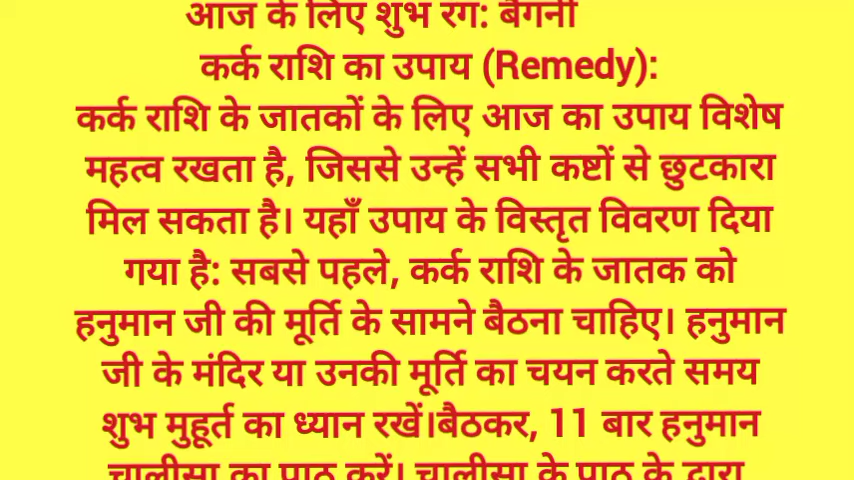 आज के लिए शुभ रंग: बैंगनी
कर्क राशि का उपाय (Remedy):
कर्क राशि के जातकों के लिए आज का उपाय विशेष
महत्व रखता है, जिससे उन्हें सभी कष्टों से छुटकारा
मिल सकता है। यहाँ उपाय के विस्तृत विवरण दिया
गया है: सबसे पहले, कर्क राशि के जातक को
हनुमान जी की मूर्ति के सामने बैठना चाहिए। हनुमान
जी के मंदिर या उनकी मूर्ति का चयन करते समय
शुभ मुहूर्त का ध्यान रखें।बैठकर, 11 बार हनुमान
चालीसा का पाठ करें। चालीसा के पाठ के द्वारा